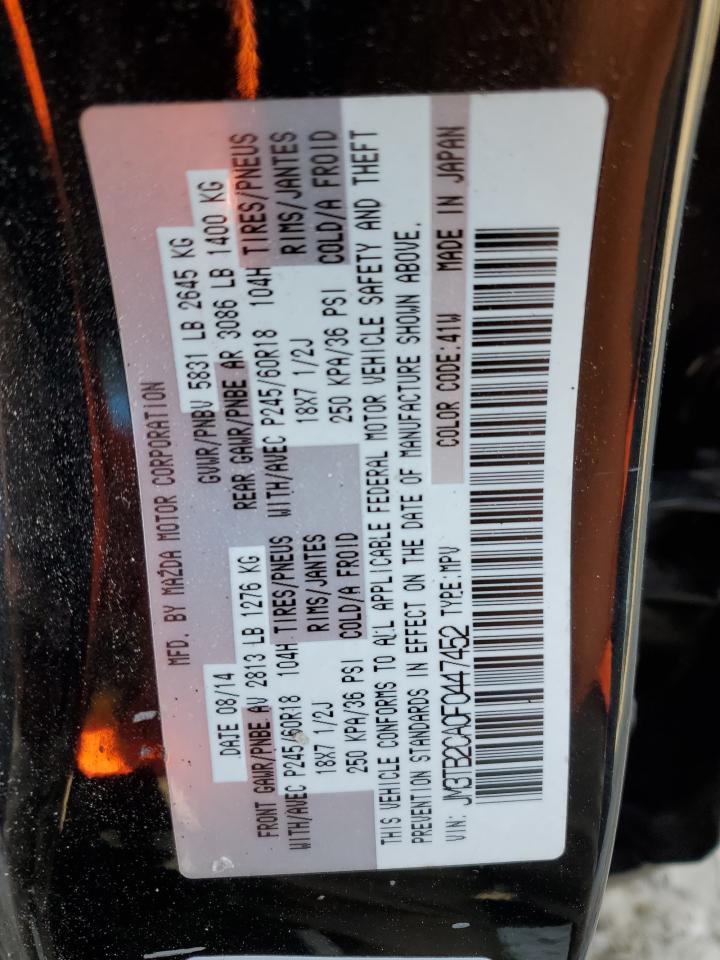 MFD. BY MAZDA MOTOR CORPORATION
DATE 08/14 GVWR/PNBV 5831 LB 2645 KG
FRONT GAWR/PNBE AV 2813 LB 1276 KG REAR GAWR/PNBE AR 3086 LB 1400 KG
WITH/AVEC P245/60R18 104H TIRES/PNEUS WITH/AVEC P245/60R18 104H TIRES/PNEUS
18X7 1/2J RIMS/JANTES 18X7 1/2J RIMS/JANTES
250 KPA/36 PSI COLD/A FROID 250 KPA/36 PSI COLD/A FROID
THIS VEHICLE CONFORMS TO ALL APPLICABLE FEDERAL MOTOR VEHICLE SAFETY AND THEFT
PREVENTION STANDARDS IN EFFECT ON THE DATE OF MANUFACTURE SHOWN ABOVE.
VIN: JM3TB2CA0F0447452 TYPE:MPV COLOR CODE:41W MADE IN JAPAN